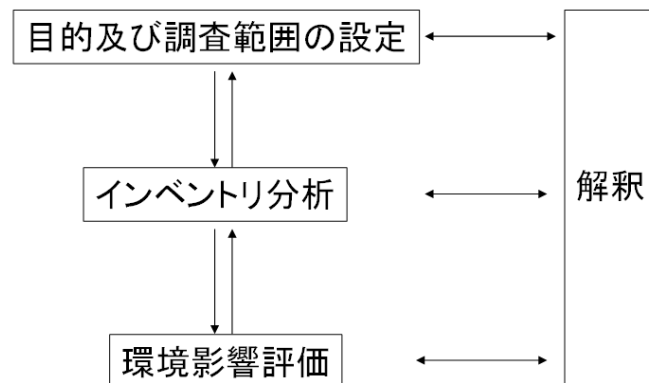 目的及び調査範囲の設定
インベントリ分析
解釈
環境影響評価